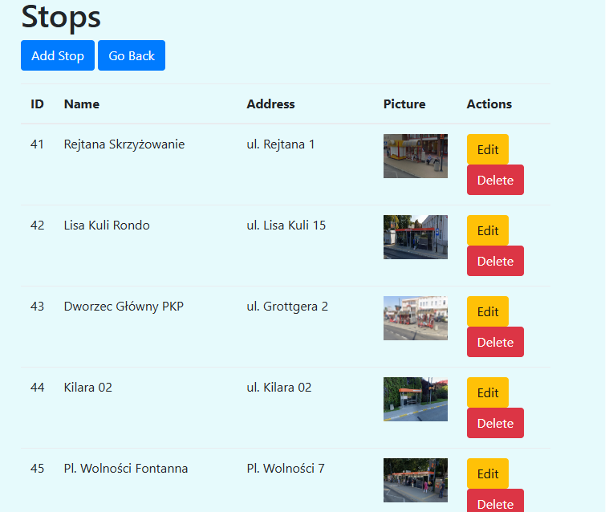 Stops
Add Stop Go Back
ID Name Address Picture Actions
41 Rejtana Skrzyżowanie ul. Rejtana 1 Edit
Delete
42 Lisa Kuli Rondo ul. Lisa Kuli 15 Edit
Delete
43 Dworzec Główny PKP ul. Grottgera 2 Edit
Delete
44 Kilara 02 ul. Kilara 02 Edit
Delete
45 Pl. Wolności Fontanna Pl. Wolności 7 Edit
Delete